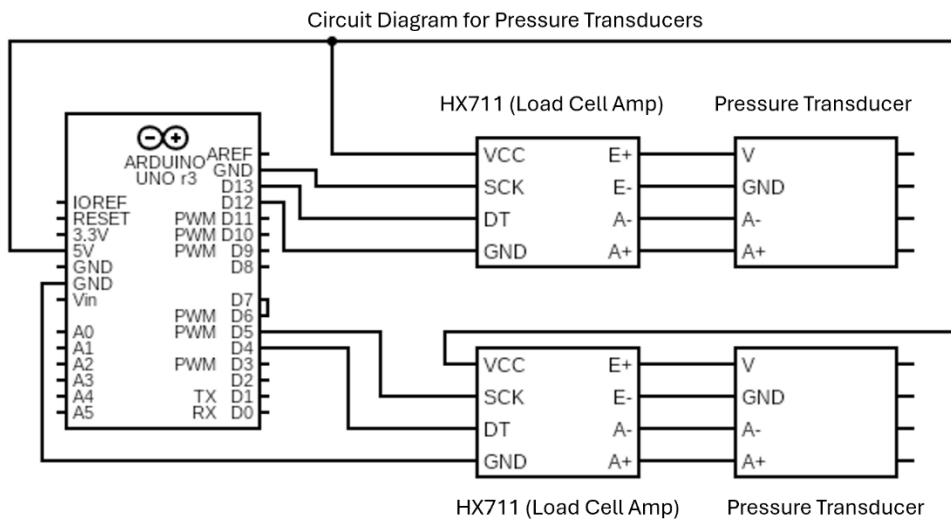 Circuit Diagram for Pressure Transducers
HX711 (Load Cell Amp)
Pressure Transducer
ARDUINO
UNO r3
IOREF
RESET
3.3V
5V
GND
GND
Vin
A0
A1
A2
A3
A4
A5
AREF
GND
D13
D12
PWM D11
PWM D10
PWM D9
D8
D7
PWM D6
PWM D5
D4
PWM D3
D2
TX D1
RX D0
VCC E+
SCK E-
DT A-
GND A+
V
GND
A-
A+
VCC E+
SCK E-
DT A-
GND A+
V
GND
A-
A+
HX711 (Load Cell Amp)
Pressure Transducer